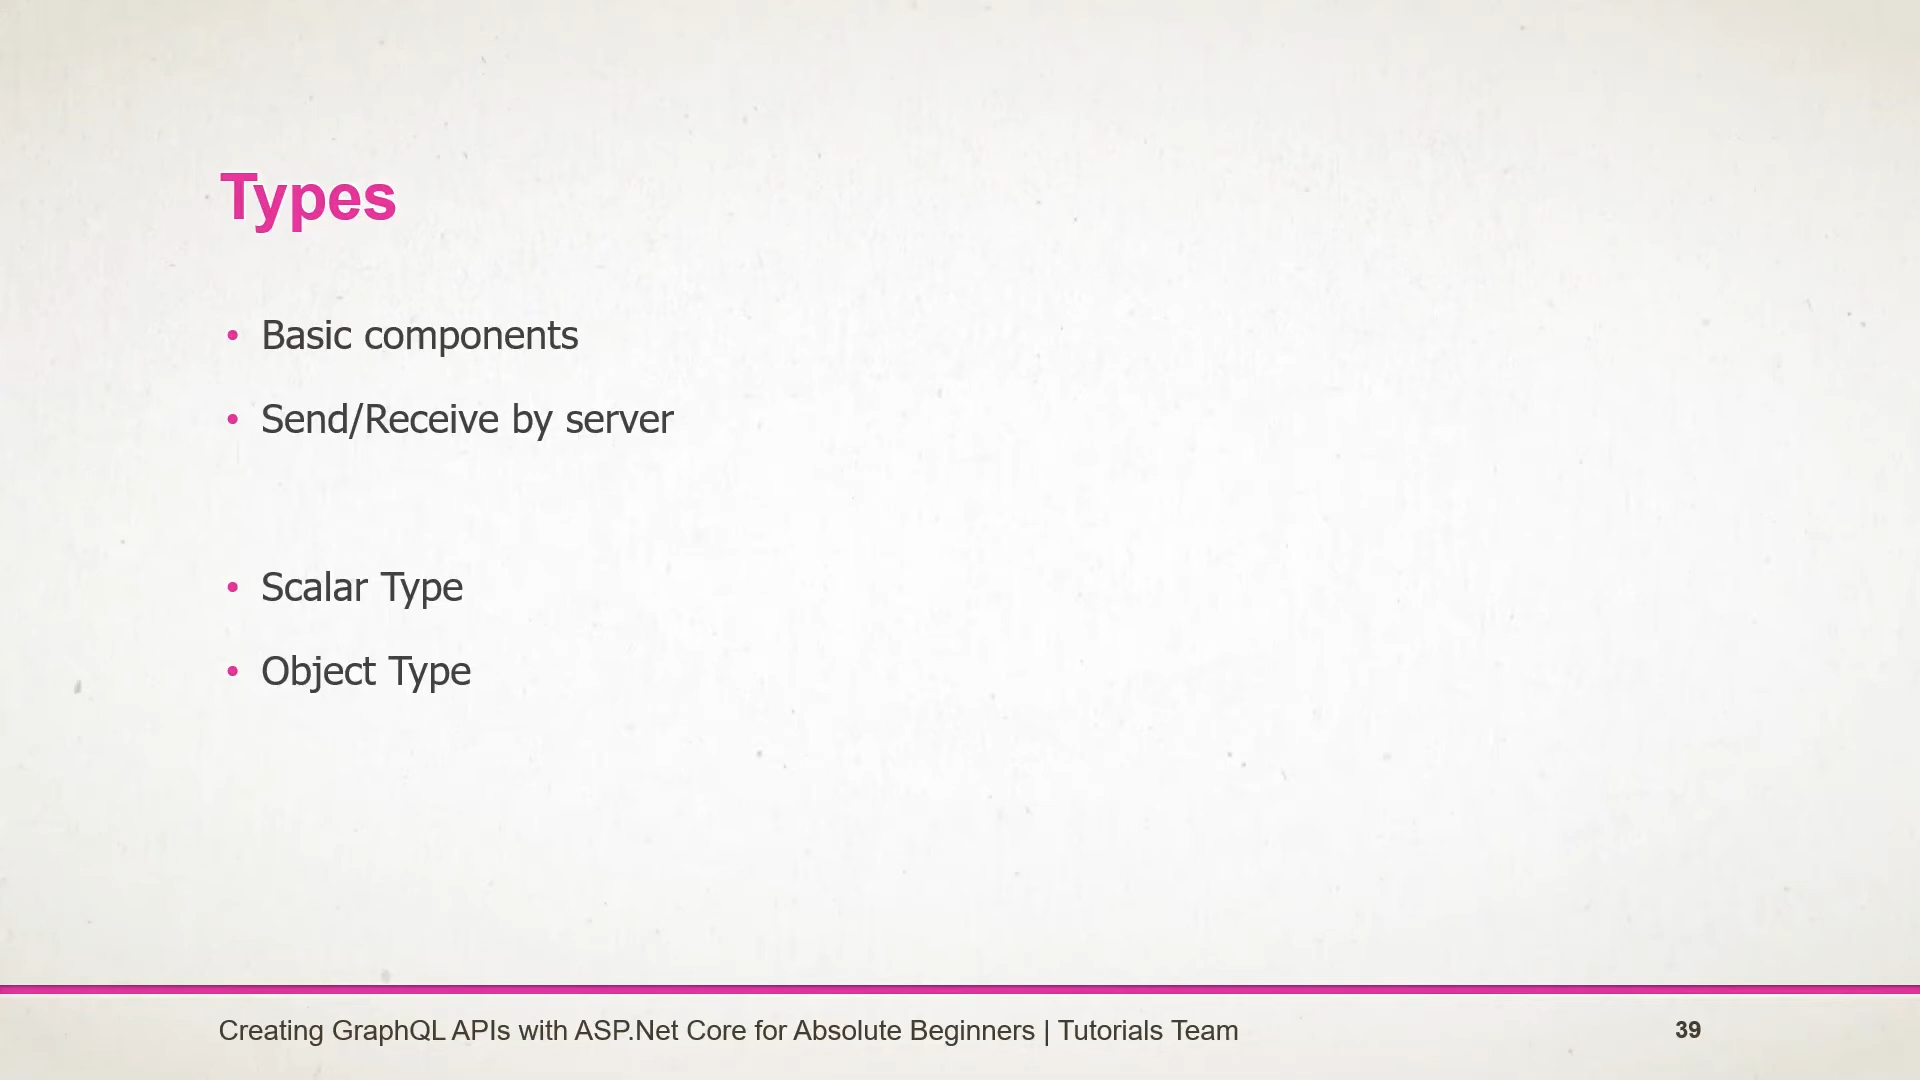 Types
• Basic components
• Send/Receive by server
• Scalar Type
• Object Type
Creating GraphQL APIs with ASP.Net Core for Absolute Beginners | Tutorials Team
39